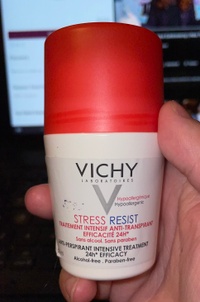 VICHY
LABORATOIRES
Hypoallergénique
Hypoallergenic
STRESS RESIST
TRAITEMENT INTENSIF ANTI-TRANSPIRANT
EFFICACITÉ 24H*
Sans alcool. Sans paraben.
ANTI-PERSPIRANT INTENSIVE TREATMENT
24H* EFFICACY
Alcohol-free . Paraben-free